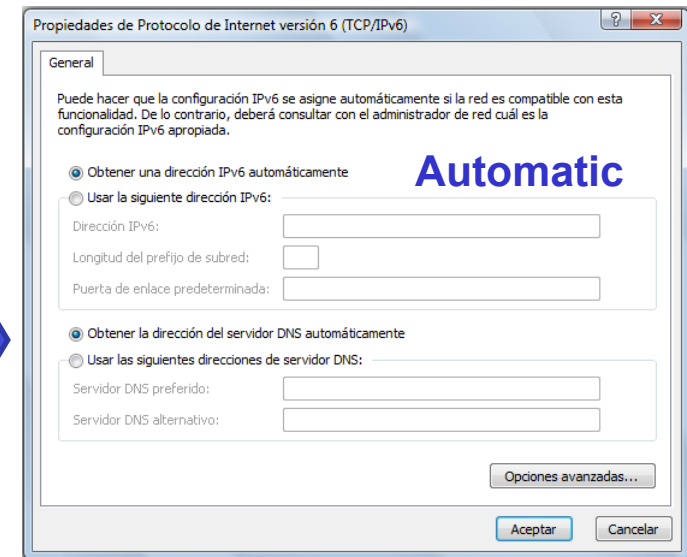 Propiedades de Protocolo de Internet versión 6 (TCP/IPv6)
General
Puede hacer que la configuración IPv6 se asigne automáticamente si la red es compatible con esta
funcionalidad. De lo contrario, deberá consultar con el administrador de red cuál es la
configuración IPv6 apropiada.
Obtener una dirección IPv6 automáticamente
Automatic
Usar la siguiente dirección IPv6:
Dirección IPv6:
Longitud del prefijo de subred:
Puerta de enlace predeterminada:
Obtener la dirección del servidor DNS automáticamente
Usar las siguientes direcciones de servidor DNS:
Servidor DNS preferido:
Servidor DNS alternativo:
Opciones avanzadas...
Aceptar Cancelar